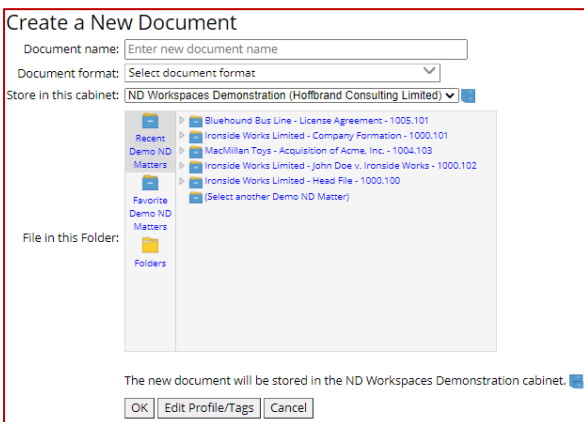 Create a New Document
Document name: Enter new document name
Document format: Select document format
Store in this cabinet: ND Workspaces Demonstration (Hoffbrand Consulting Limited)
Recent
Demo ND
Matters
Favorite
Demo ND
Matters
Folders
Bluehound Bus Line - License Agreement - 1005.101
Ironside Works Limited - Company Formation - 1000.101
MacMillan Toys - Acquisition of Acme, Inc. - 1004.103
Ironside Works Limited - John Doe v. Ironside Works - 1000.102
Ironside Works Limited - Head File - 1000.100
(Select another Demo ND Matter)
File in this Folder:
The new document will be stored in the ND Workspaces Demonstration cabinet.
OK Edit Profile/Tags Cancel